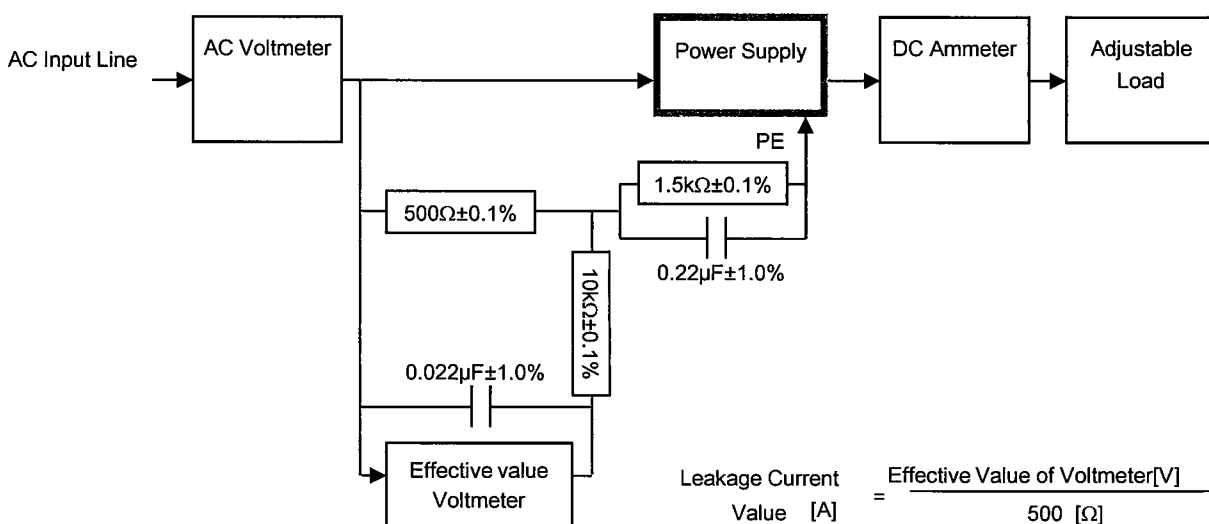 AC Input Line
AC Voltmeter
Power Supply
DC Ammeter
Adjustable
Load
PE
1.5kΩ±0.1%
500Ω±0.1%
0.22µF±1.0%
10kΩ±0.1%
0.022µF±1.0%
Effective value
Voltmeter
Leakage Current
Value [A]
=
Effective Value of Voltmeter[V]
500 [Ω]